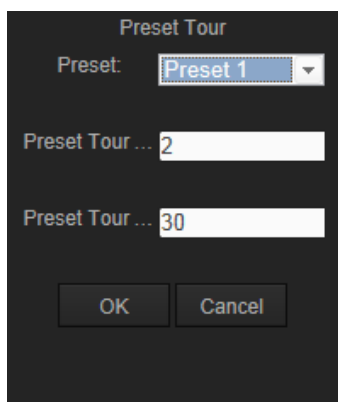 Preset Tour
Preset: Preset 1
Preset Tour ... 2
Preset Tour ... 30
OK Cancel